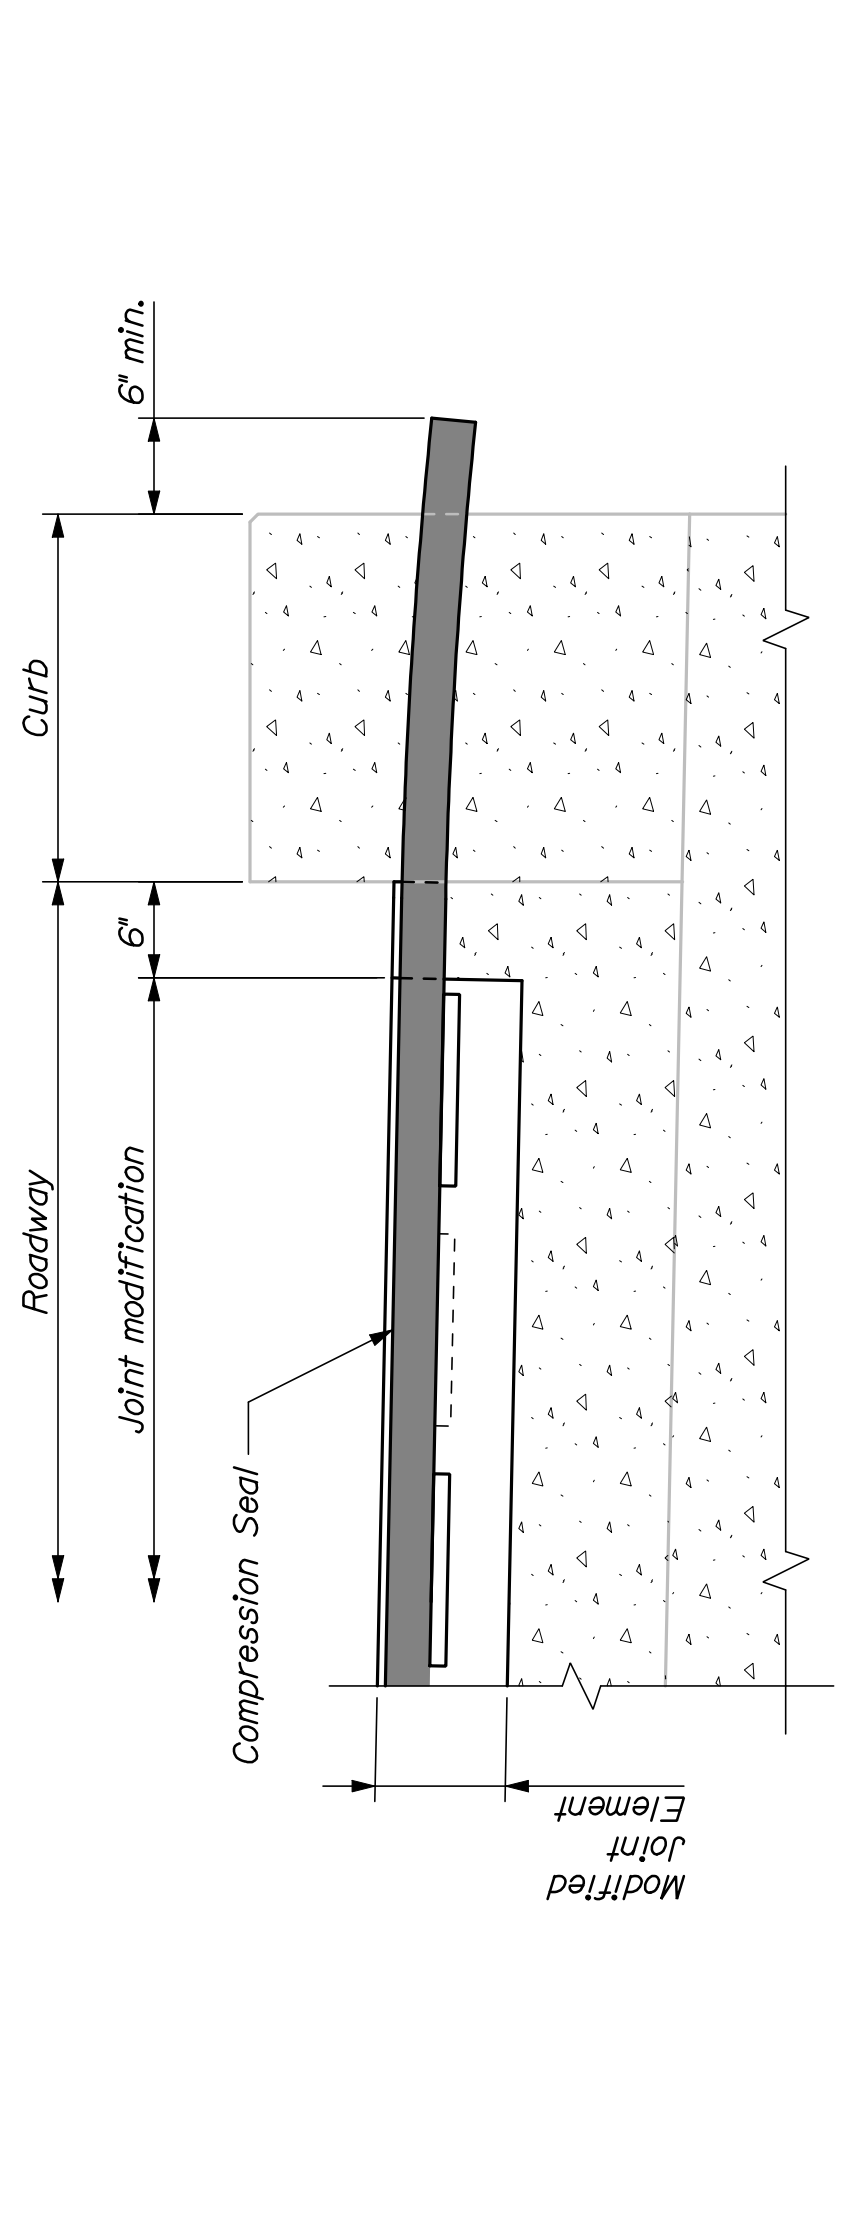 Roadway
Curb
Joint modification
6"
6" min.
Compression Seal
Modified
Joint
Element